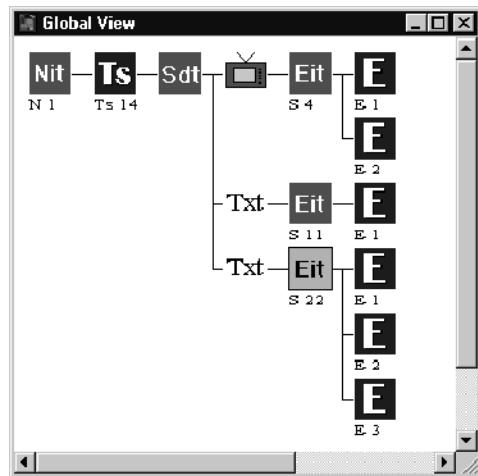 Global View
Nit Ts Sdt Eit E
N 1 Ts 14 S 4 E 1
E
E 2
Txt Eit E
S 11 E 1
Txt Eit E
S 22 E 1
E
E 2
E
E 3